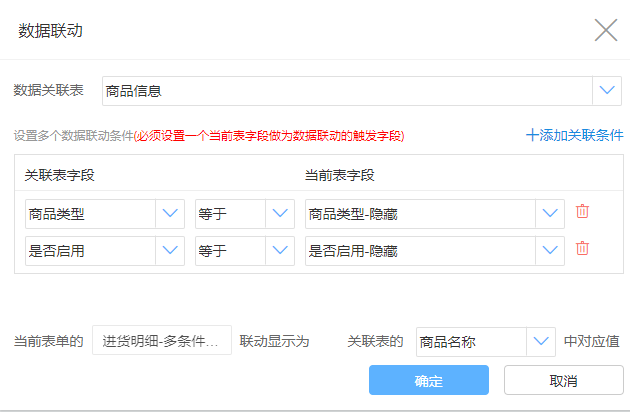 数据联动
数据关联表 商品信息
设置多个数据联动条件(必须设置一个当前表字段做为数据联动的触发字段) 十添加关联条件
关联表字段 当前表字段
商品类型 等于 商品类型-隐藏
是否启用 等于 是否启用-隐藏
当前表单的 进货明细-多条件... 联动显示为 关联表的 商品名称 中对应值
确定 取消